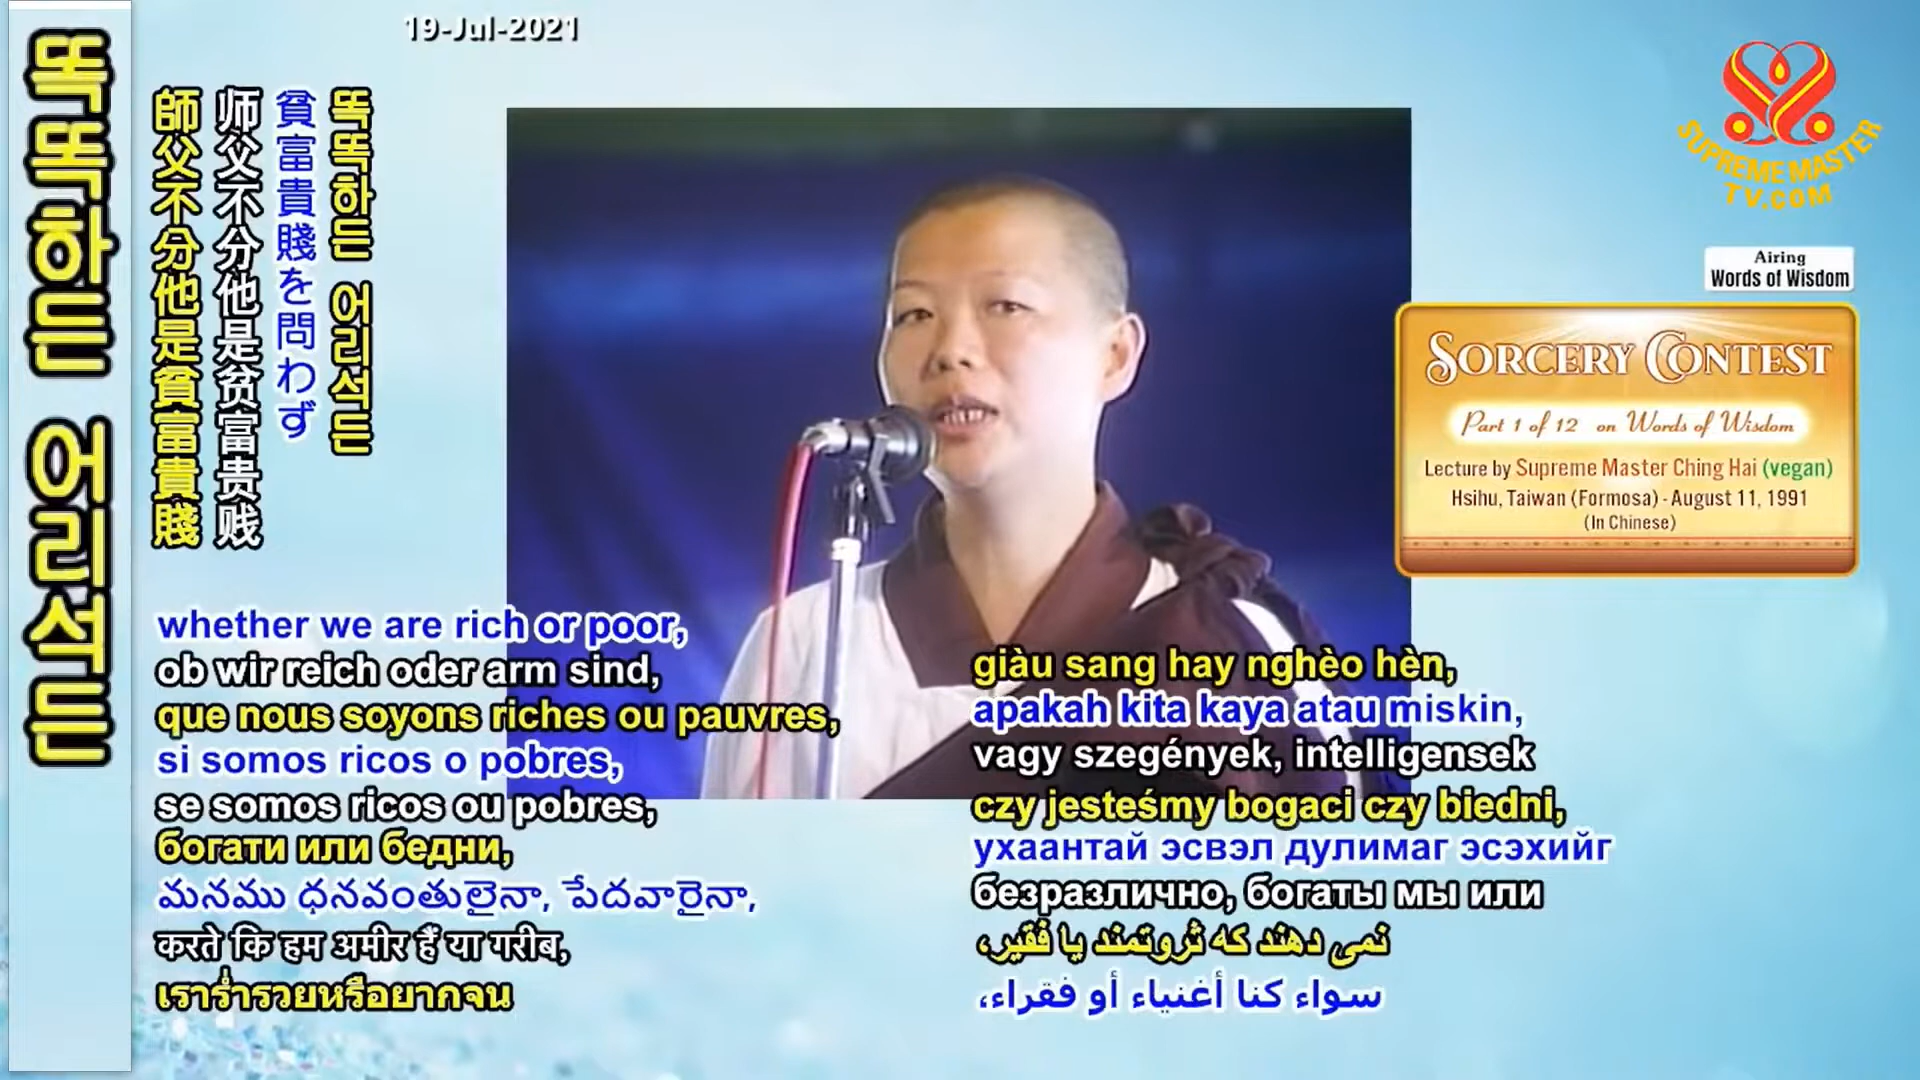 19-Jul-2021
똑똑하든 어리석든
師父不分他是貧富貴賤
师父不分他是贫富贵贱
貧富貴賤を問わず
똑똑하든 어리석든
SUPREME MASTER
TV.COM
Airing
Words of Wisdom
SORCERY CONTEST
Part 1 of 12 on Words of Wisdom
Lecture by Supreme Master Ching Hai (vegan)
Hsihu, Taiwan (Formosa) - August 11, 1991
(In Chinese)
whether we are rich or poor,
ob wir reich oder arm sind,
que nous soyons riches ou pauvres,
si somos ricos o pobres,
se somos ricos ou pobres,
богати или бедни,
మనము ధనవంతులైనా, పేదవారైనా,
करते कि हम अमीर हैं या गरीब,
เราร่ำรวยหรือยากจน
giàu sang hay nghèo hèn,
apakah kita kaya atau miskin,
vagy szegények, intelligensek
czy jesteśmy bogaci czy biedni,
ухаантай эсвэл дулимаг эсэхийг
безразлично, богаты мы или
نمی دهند که ثروتمند یا فقیر،
سواء كنا أغنياء أو فقراء،